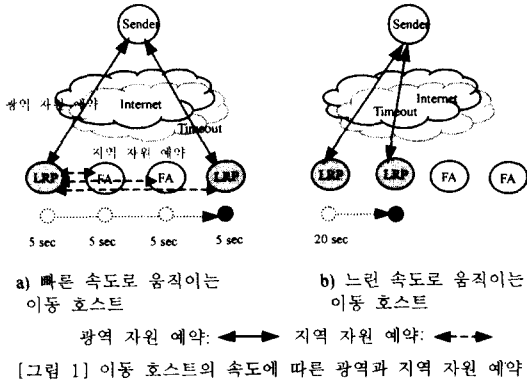 Sender
광역 자원 예약
Internet
Timeout
지역 자원 예약
LRP
FA
FA
LRP
5 sec
5 sec
5 sec
5 sec
a) 빠른 속도로 움직이는
이동 호스트
Sender
Internet
Timeout
LRP
LRP
FA
FA
20 sec
b) 느린 속도로 움직이는
이동 호스트
광역 자원 예약: 지역 자원 예약:
[그림 1] 이동 호스트의 속도에 따른 광역과 지역 자원 예약